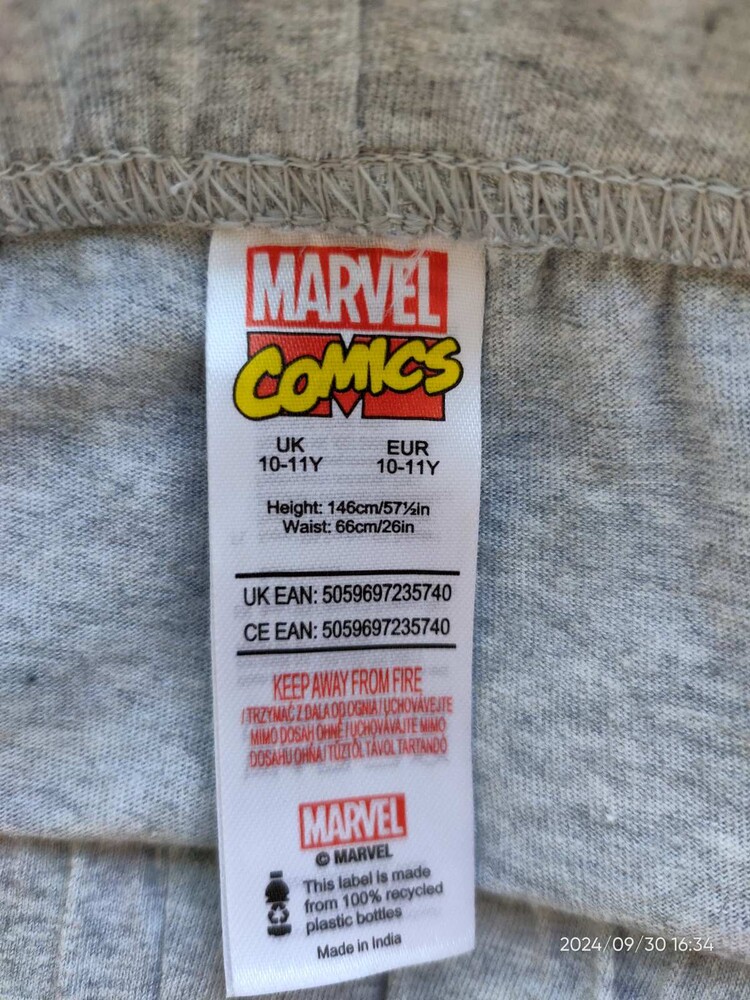 MARVEL
COMICS
UK EUR
10-11Y 10-11Y
Height: 146cm/57½in
Waist: 66cm/26in
UK EAN: 5059697235740
CE EAN: 5059697235740
KEEP AWAY FROM FIRE
/ TRZYMAĆ Z DALA OD OGNIA / UCHOVÁVEJTE
MIMO DOSAH OHNĚ / UCHOVÁVAJTE MIMO
DOSAHU OHŇA / TŰZTŐL TÁVOL TARTANDÓ
MARVEL
© MARVEL
This label is made
from 100% recycled
plastic bottles
Made in India
2024/09/30 16:34